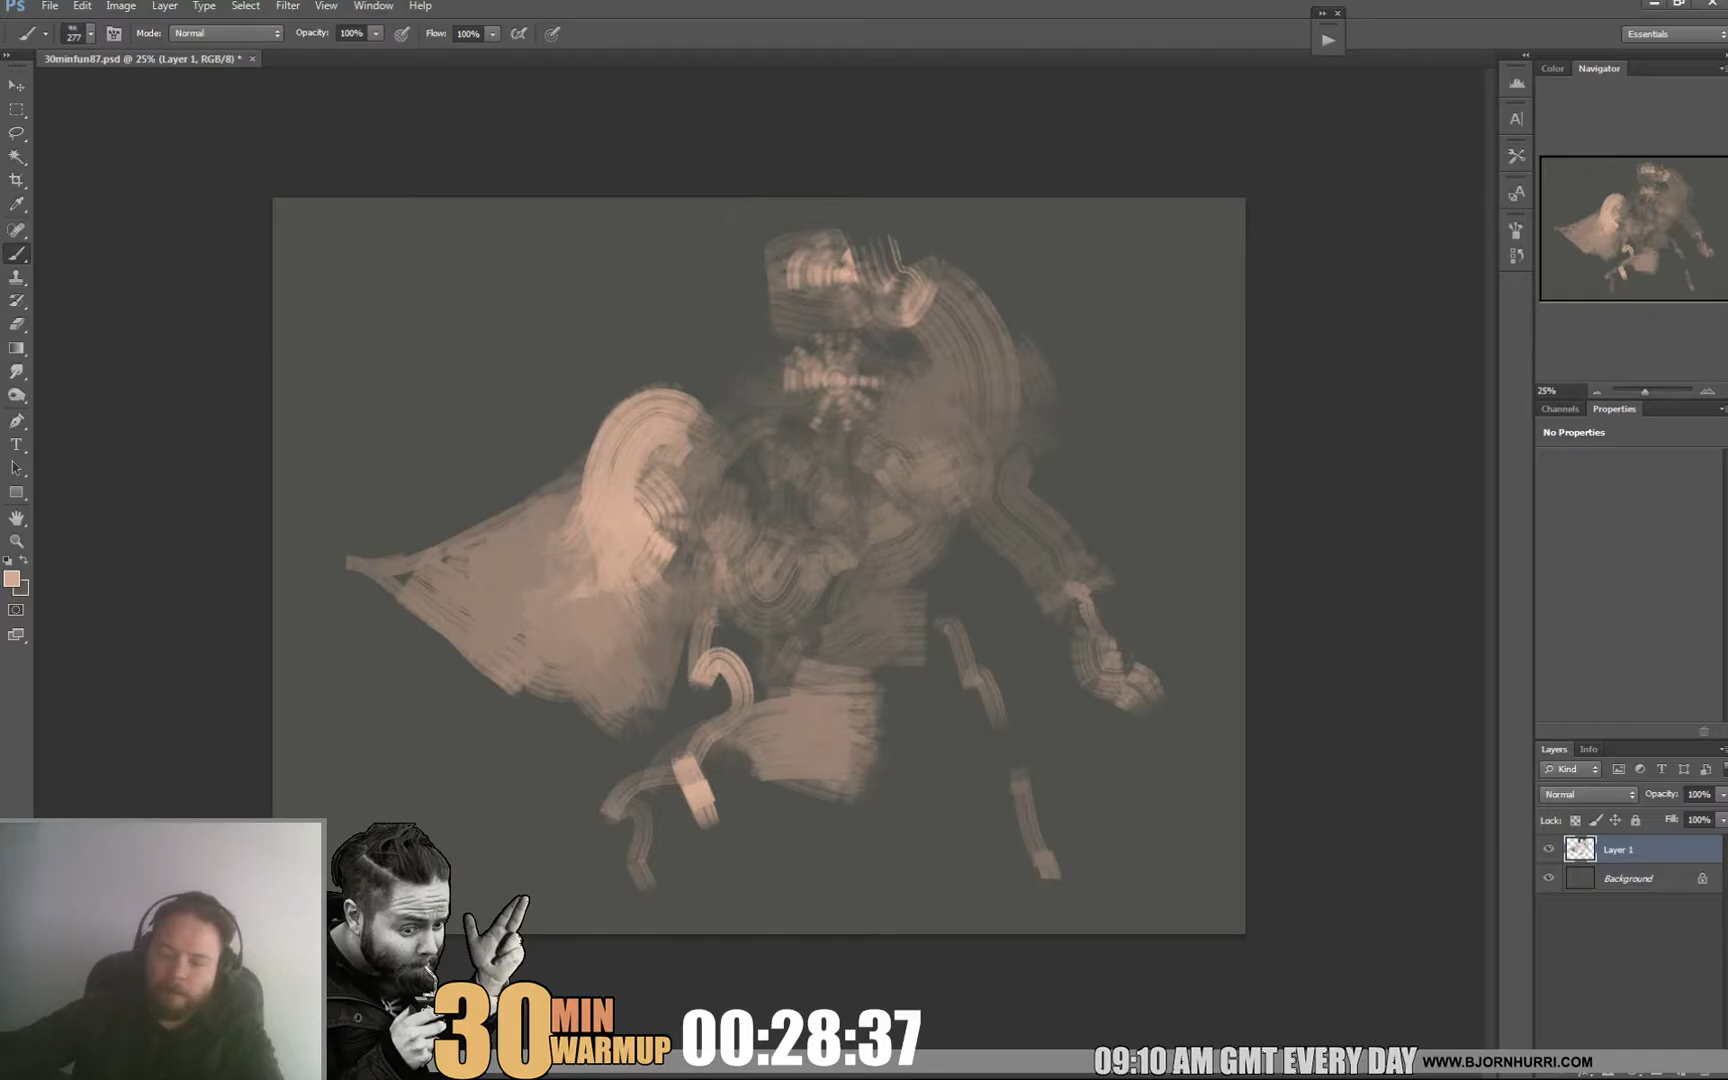 Ps File Edit Image Layer Type Select Filter View Window Help
277 Mode: Normal Opacity: 100% Flow: 100% Essentials
30minfun87.psd @ 25% (Layer 1, RGB/8) *
Color Navigator
25%
Channels Properties
No Properties
Layers Info
Kind
Normal Opacity: 100%
Lock: Fill: 100%
Layer 1
Background
30 MIN WARMUP
00:28:37
09:10 AM GMT EVERY DAY WWW.BJORNHURRI.COM